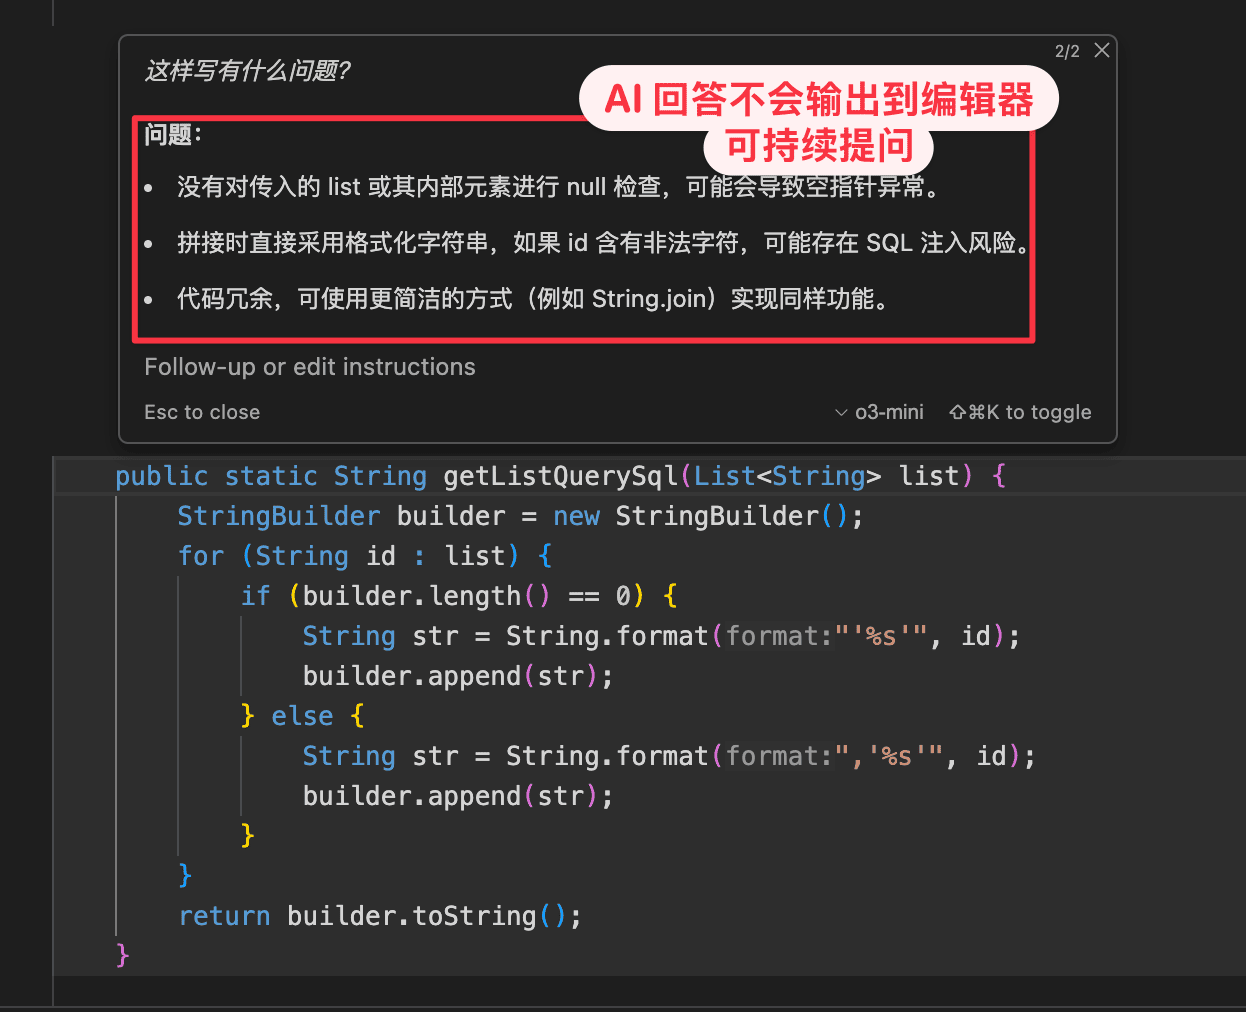 2/2
这样写有什么问题?
AI 回答不会输出到编辑器
可持续提问
问题：
• 没有对传入的 list 或其内部元素进行 null 检查，可能会导致空指针异常。
• 拼接时直接采用格式化字符串，如果 id 含有非法字符，可能存在 SQL 注入风险。
• 代码冗余，可使用更简洁的方式（例如 String.join）实现同样功能。
Follow-up or edit instructions
Esc to close
o3-mini ⇧⌘K to toggle
public static String getListQuerySql(List<String> list) {
    StringBuilder builder = new StringBuilder();
    for (String id : list) {
        if (builder.length() == 0) {
            String str = String.format(format:"'%s'", id);
            builder.append(str);
        } else {
            String str = String.format(format:",'%s'", id);
            builder.append(str);
        }
    }
    return builder.toString();
}